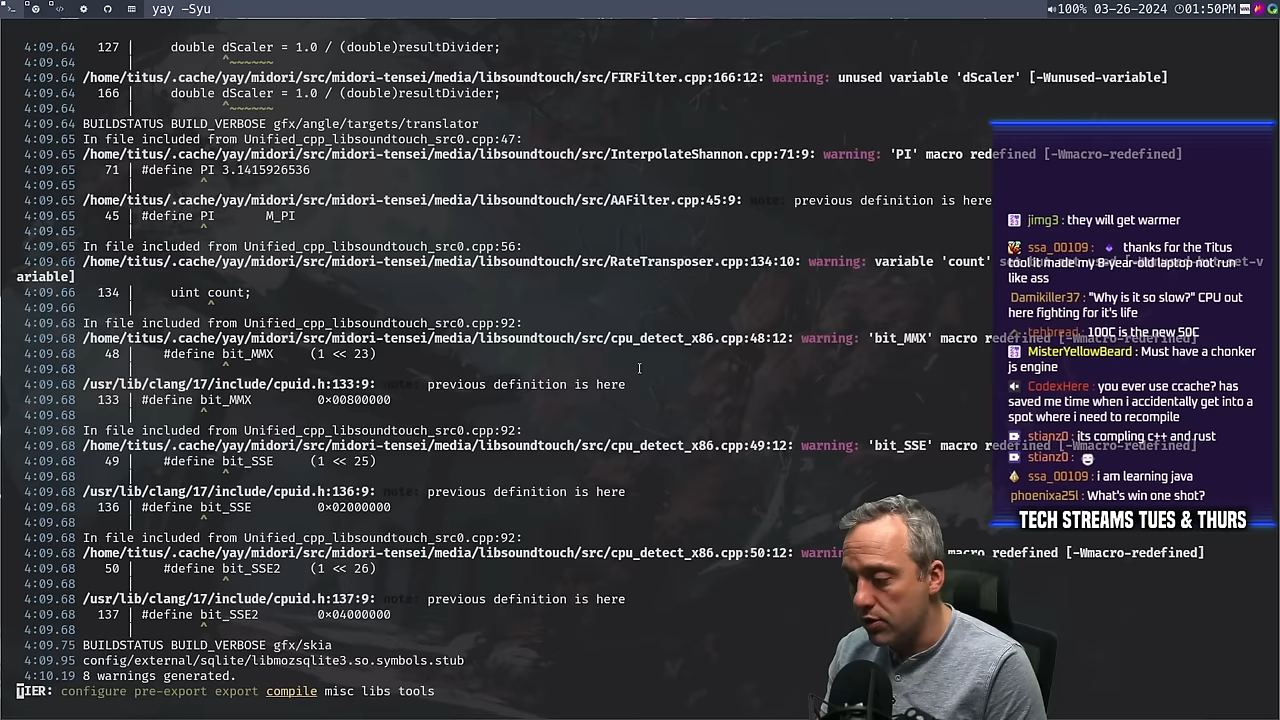 yay -Syu
100% 03-26-2024 01:50PM
4:09.64 127 | double dScaler = 1.0 / (double)resultDivider;
4:09.64 | ^~~~~~~
4:09.64 /home/titus/.cache/yay/midori/src/midori-tensei/media/libsoundtouch/src/FIRFilter.cpp:166:12: warning: unused variable 'dScaler' [-Wunused-variable]
4:09.64 166 | double dScaler = 1.0 / (double)resultDivider;
4:09.64 | ^~~~~~~
4:09.64 BUILDSTATUS BUILD_VERBOSE gfx/angle/targets/translator
4:09.65 In file included from Unified_cpp_libsoundtouch_src0.cpp:47:
4:09.65 /home/titus/.cache/yay/midori/src/midori-tensei/media/libsoundtouch/src/InterpolateShannon.cpp:71:9: warning: 'PI' macro redefined [-Wmacro-redefined]
4:09.65 71 | #define PI 3.1415926536
4:09.65 | ^
4:09.65 /home/titus/.cache/yay/midori/src/midori-tensei/media/libsoundtouch/src/AAFilter.cpp:45:9: note: previous definition is here
4:09.65 45 | #define PI M_PI
4:09.65 | ^
4:09.65 In file included from Unified_cpp_libsoundtouch_src0.cpp:56:
4:09.66 /home/titus/.cache/yay/midori/src/midori-tensei/media/libsoundtouch/src/RateTransposer.cpp:134:10: warning: variable 'count'
ariable]
4:09.66 134 | uint count;
4:09.66 | ^
4:09.68 In file included from Unified_cpp_libsoundtouch_src0.cpp:92:
4:09.68 /home/titus/.cache/yay/midori/src/midori-tensei/media/libsoundtouch/src/cpu_detect_x86.cpp:48:12: warning: 'bit_MMX' macro redefined [-Wmacro-redefined]
4:09.68 48 | #define bit_MMX (1 << 23)
4:09.68 | ^
4:09.68 /usr/lib/clang/17/include/cpuid.h:133:9: note: previous definition is here
4:09.68 133 | #define bit_MMX 0x00800000
4:09.68 | ^
4:09.68 In file included from Unified_cpp_libsoundtouch_src0.cpp:92:
4:09.68 /home/titus/.cache/yay/midori/src/midori-tensei/media/libsoundtouch/src/cpu_detect_x86.cpp:49:12: warning: 'bit_SSE' macro redefined [-Wmacro-redefined]
4:09.68 49 | #define bit_SSE (1 << 25)
4:09.68 | ^
4:09.68 /usr/lib/clang/17/include/cpuid.h:136:9: note: previous definition is here
4:09.68 136 | #define bit_SSE 0x02000000
4:09.68 | ^
4:09.68 In file included from Unified_cpp_libsoundtouch_src0.cpp:92:
4:09.68 /home/titus/.cache/yay/midori/src/midori-tensei/media/libsoundtouch/src/cpu_detect_x86.cpp:50:12: warnin macro redefined [-Wmacro-redefined]
4:09.68 50 | #define bit_SSE2 (1 << 26)
4:09.68 | ^
4:09.68 /usr/lib/clang/17/include/cpuid.h:137:9: note: previous definition is here
4:09.68 137 | #define bit_SSE2 0x04000000
4:09.68 | ^
4:09.75 BUILDSTATUS BUILD_VERBOSE gfx/skia
4:09.95 config/external/sqlite/libmozsqlite3.so.symbols.stub
4:10.19 8 warnings generated.
TIER: configure pre-export export compile misc libs tools
jimg3 : they will get warmer
ssa_00109 : thanks for the Titus
tool it made my 8-year-old laptop not run
like ass
Damikiller37 : "Why is it so slow?" CPU out
here fighting for it's life
tehbread : 100C is the new 50C
MisterYellowBeard : Must have a chonker
js engine
CodexHere : you ever use ccache? has
saved me time when i accidentally get into a
spot where i need to recompile
stianz0 : its compling c++ and rust
stianz0 :
ssa_00109 : i am learning java
phoenixa25l : What's win one shot?
TECH STREAMS TUES & THURS